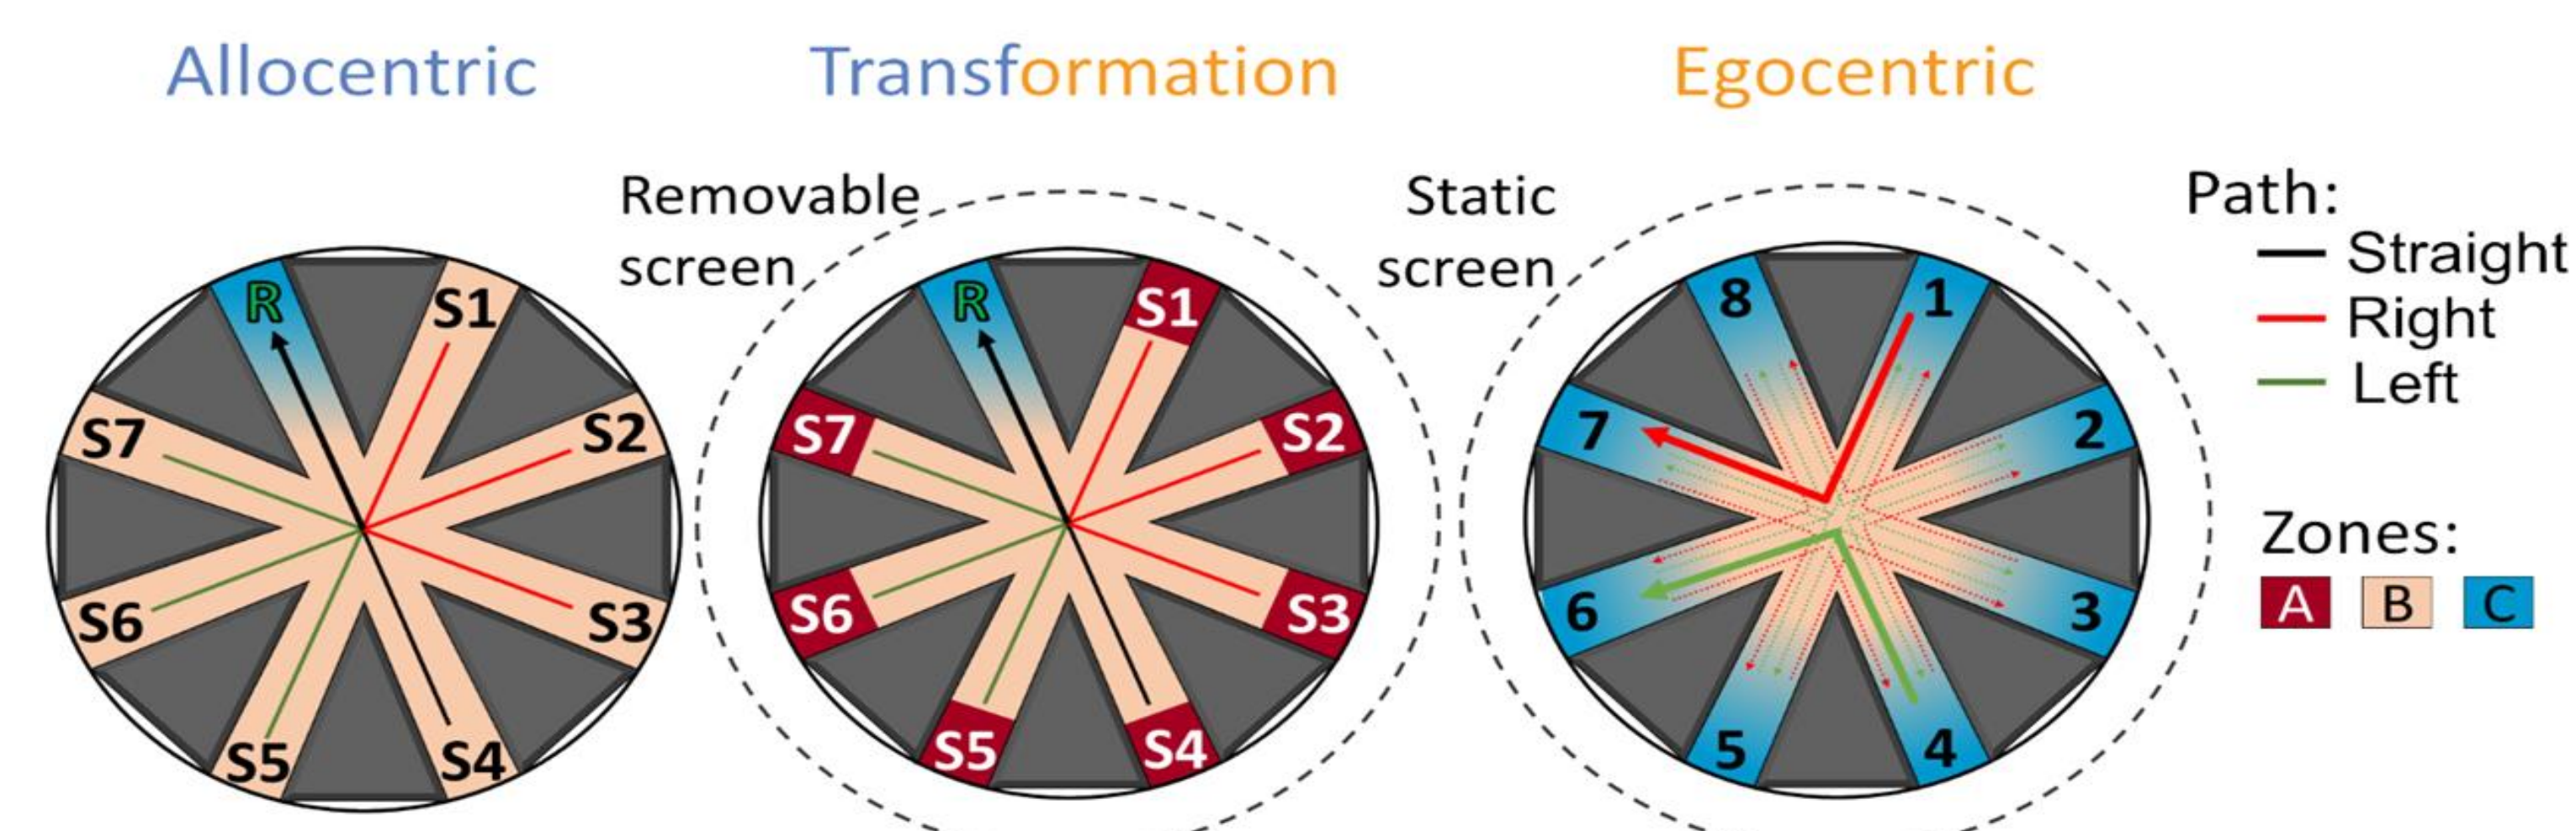 Allocentric
Transformation
Egocentric
Removable
screen
Static
screen
R
S1
S2
S3
S4
S5
S6
S7
R
S1
S2
S3
S4
S5
S6
S7
8
1
2
3
4
5
6
7
Path:
Straight
Right
Left
Zones:
A B C